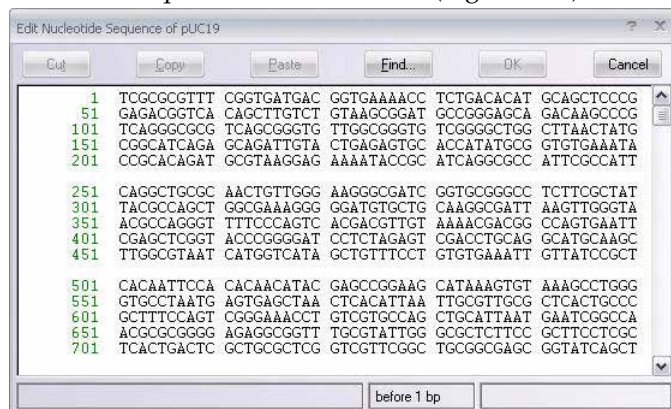 Edit Nucleotide Sequence of pUC19
Cut Copy Paste Find... OK Cancel
1 TCGCGCGTTT CGGTGATGAC GGTGAAAACC TCTGACACAT GCAGCTCCCG
51 GAGACGGTCA CAGCTTGTCT GTAAGCGGAT GCCGGGAGCA GACAAGCCCG
101 TCAGGGCGCG TCAGCGGGTG TTGGCGGGTG TCGGGGCTGG CTTAACTATG
151 CGGCATCAGA GCAGATTGTA CTGAGAGTGC ACCATATGCG GTGTGAAATA
201 CCGCACAGAT GCGTAAGGAG AAAATACCGC ATCAGGCGCC ATTCGCCATT
251 CAGGCTGCGC AACTGTTGGG AAGGGCGATC GGTGCGGGCC TCTTCGCTAT
301 TACGCCAGCT GGCGAAAGGG GGATGTGCTG CAAGGCGATT AAGTTGGGTA
351 ACGCCAGGGT TTTCCCAGTC ACGACGTTGT AAAACGACGG CCAGTGAATT
401 CGAGCTCGGT ACCCGGGGAT CCTCTAGAGT CGACCTGCAG GCATGCAAGC
451 TTGGCGTAAT CATGGTCATA GCTGTTTCCT GTGTGAAATT GTTATCCGCT
501 CACAATTCCA CACAACATAC GAGCCGGAAG CATAAAGTGT AAAGCCTGGG
551 GTGCCTAATG AGTGAGCTAA CTCACATTAA TTGCGTTGCG CTCACTGCCC
601 GCTTTCCAGT CGGGAAACCT GTCGTGCCAG CTGCATTAAT GAATCGGCCA
651 ACGCGCGGGG AGAGGCGGTT TGCGTATTGG GCGCTCTTCC GCTTCCTCGC
701 TCACTGACTC GCTGCGCTCG GTCGTTCGGC TGCGGCGAGC GGTATCAGCT
before 1 bp